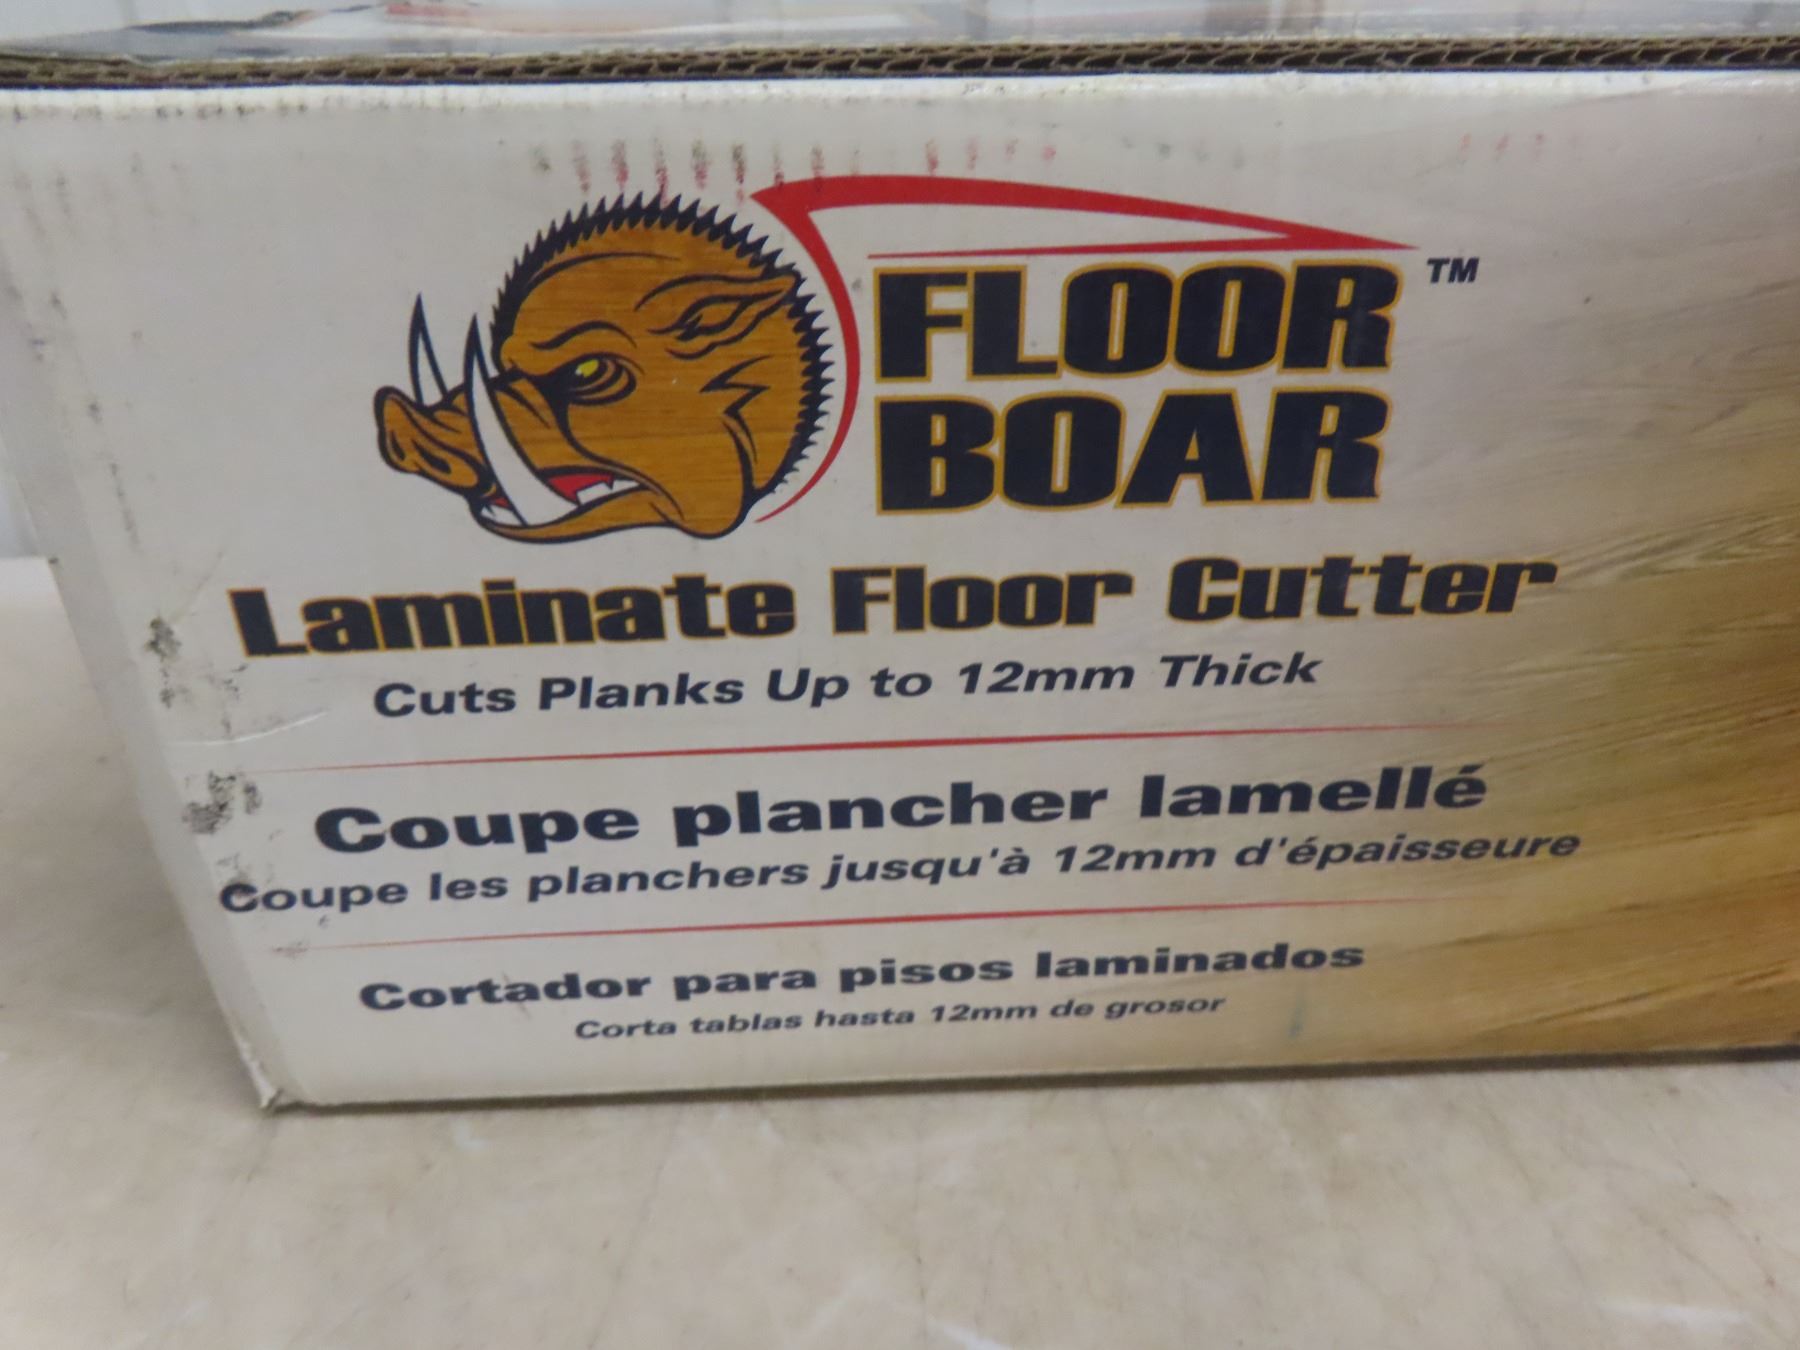 FLOOR ™
BOAR
Laminate Floor Cutter
Cuts Planks Up to 12mm Thick
Coupe plancher lamellé
Coupe les planchers jusqu'à 12mm d'épaisseure
Cortador para pisos laminados
Corta tablas hasta 12mm de grosor